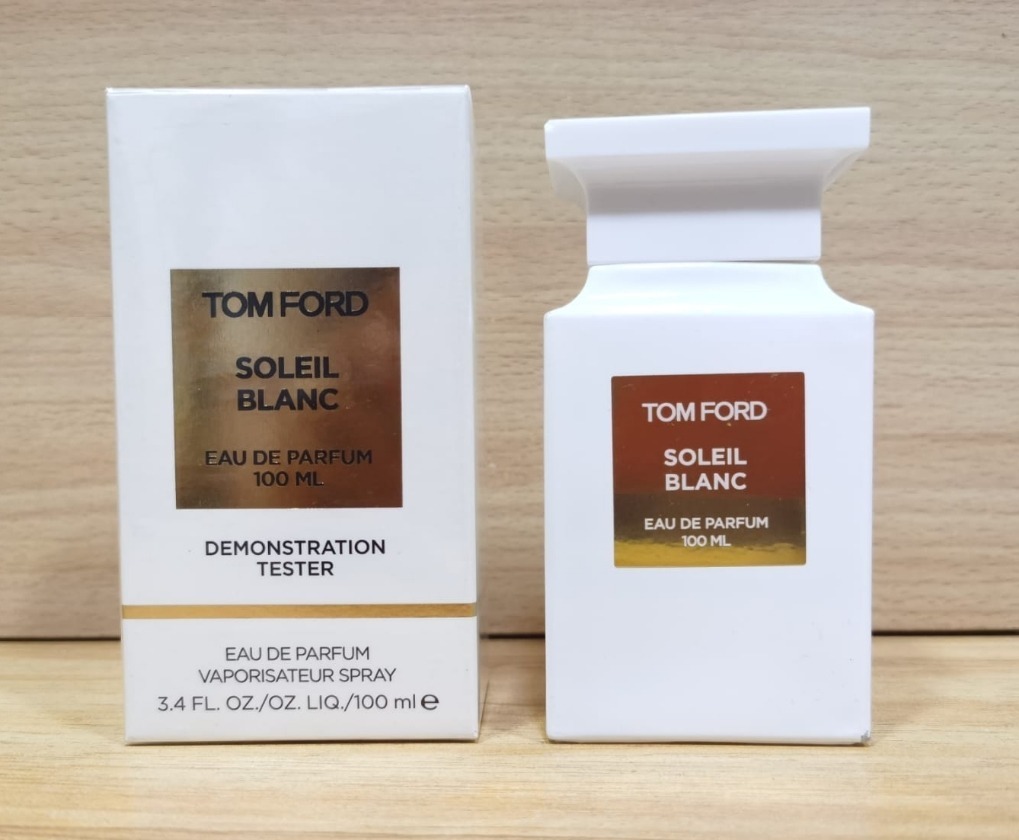 TOM FORD
SOLEIL
BLANC
EAU DE PARFUM
100 ML
DEMONSTRATION
TESTER
EAU DE PARFUM
VAPORISATEUR SPRAY
3.4 FL. OZ./OZ. LIQ./100 ml ℮
TOM FORD
SOLEIL
BLANC
EAU DE PARFUM
100 ML